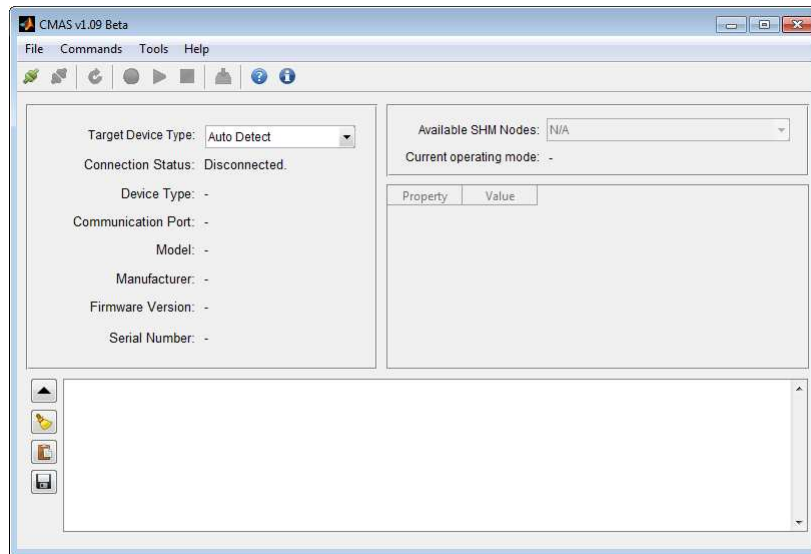 CMAS v1.09 Beta
File Commands Tools Help
Target Device Type: Auto Detect
Connection Status: Disconnected.
Device Type: -
Communication Port: -
Model: -
Manufacturer: -
Firmware Version: -
Serial Number: -
Available SHM Nodes: N/A
Current operating mode: -
Property Value